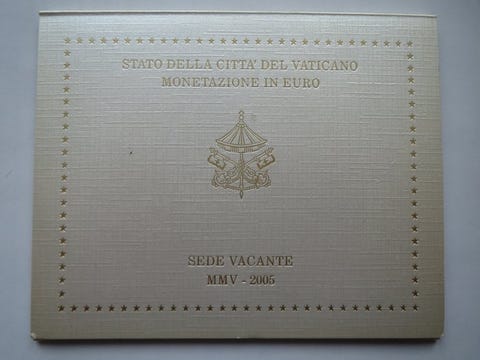 STATO DELLA CITTA' DEL VATICANO
MONETAZIONE IN EURO
SEDE VACANTE
MMV - 2005